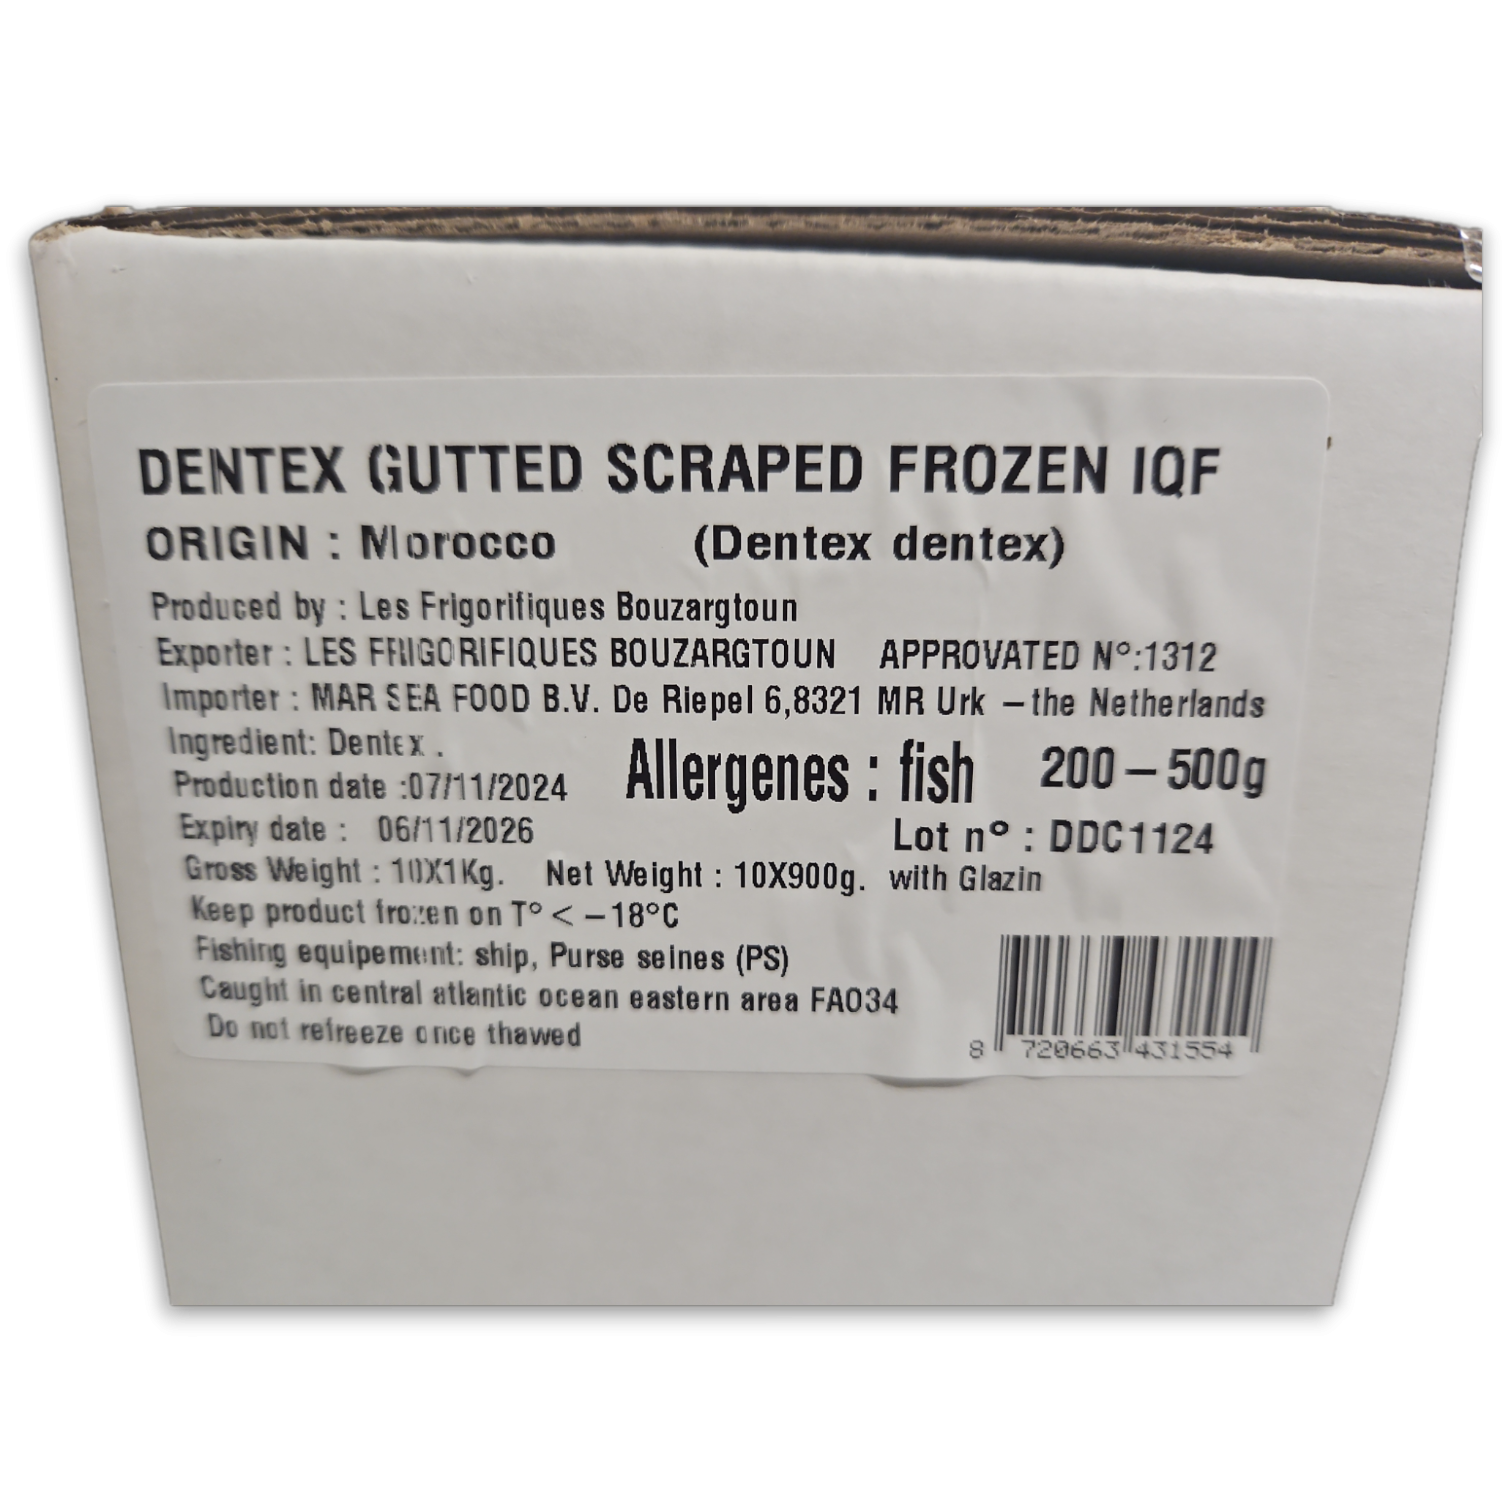 DENTEX GUTTED SCRAPED FROZEN IQF
ORIGIN : Morocco (Dentex dentex)
Produced by : Les Frigorifiques Bouzargtoun
Exporter : LES FRIGORIFIQUES BOUZARGTOUN APPROVATED N°:1312
Importer : MAR SEA FOOD B.V. De Riepel 6,8321 MR Urk – the Netherlands
Ingredient: Dentex .
Allergenes : fish 200 – 500g
Production date :07/11/2024
Expiry date : 06/11/2026
Lot n° : DDC1124
Gross Weight : 10X1Kg. Net Weight : 10X900g. with Glazin
Keep product frozen on T° < –18°C
Fishing equipement: ship, Purse seines (PS)
Caught in central atlantic ocean eastern area FAO34
Do not refreeze once thawed
8 720663 431554